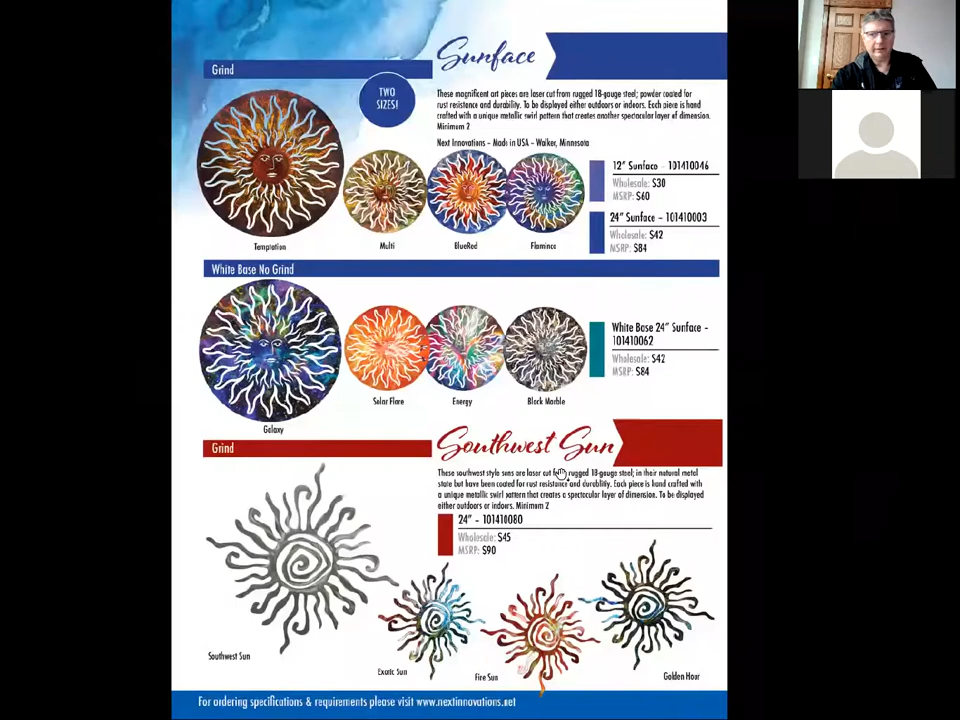 Sunface
Grind
TWO
SIZES!
These magnificent art pieces are laser cut from rugged 18-gauge steel; powder coated for
rust resistance and durability. To be displayed either outdoors or indoors. Each piece is hand
crafted with a unique metallic swirl pattern that creates another spectacular layer of dimension.
Minimum 2
Next Innovations – Made in USA – Walker, Minnesota
12" Sunface – 101410046
Wholesale: $30
MSRP: $60
24" Sunface – 101410003
Wholesale: $42
MSRP: $84
Temptation
Multi
BlueRed
Flamingo
White Base No Grind
White Base 24" Sunface –
101410062
Wholesale: $42
MSRP: $84
Solar Flare
Energy
Black Marble
Galaxy
Southwest Sun
Grind
These southwest style suns are laser cut from rugged 18-gauge steel; in their natural metal
state but have been coated for rust resistance and durability. Each piece is hand crafted with
a unique metallic swirl pattern that creates a spectacular layer of dimension. To be displayed
either outdoors or indoors. Minimum 2
24" – 101410080
Wholesale: $45
MSRP: $90
Southwest Sun
Exotic Sun
Fire Sun
Golden Hour
For ordering specifications & requirements please visit www.nextinnovations.net